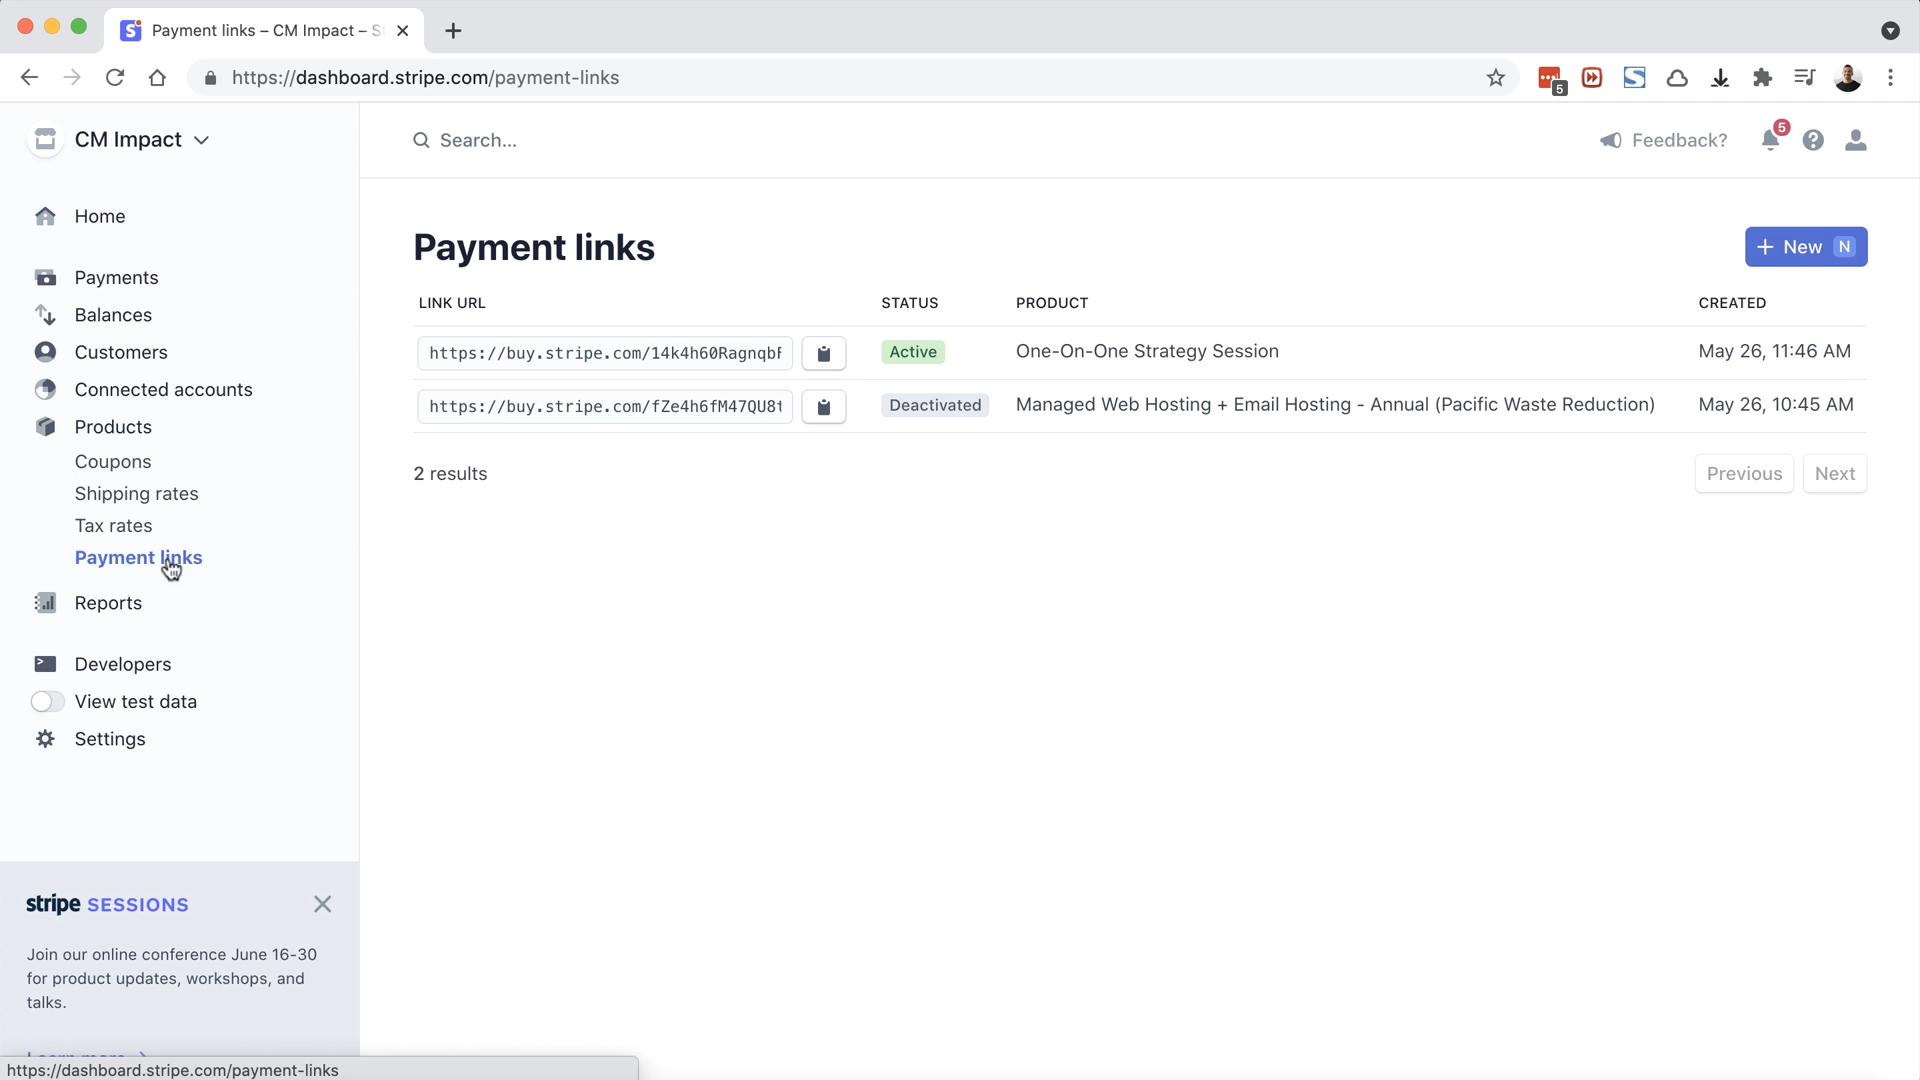 Payment links – CM Impact – S
https://dashboard.stripe.com/payment-links
5
CM Impact
Search...
Feedback?
5
Home
Payments
Balances
Customers
Connected accounts
Products
Coupons
Shipping rates
Tax rates
Payment links
Reports
Developers
View test data
Settings
stripe SESSIONS
Join our online conference June 16-30
for product updates, workshops, and
talks.
Learn more
https://dashboard.stripe.com/payment-links
Payment links
+ New N
LINK URL STATUS PRODUCT CREATED
https://buy.stripe.com/14k4h60Ragnqb Active One-On-One Strategy Session May 26, 11:46 AM
https://buy.stripe.com/fZe4h6fM47QU8 Deactivated Managed Web Hosting + Email Hosting - Annual (Pacific Waste Reduction) May 26, 10:45 AM
2 results
Previous Next